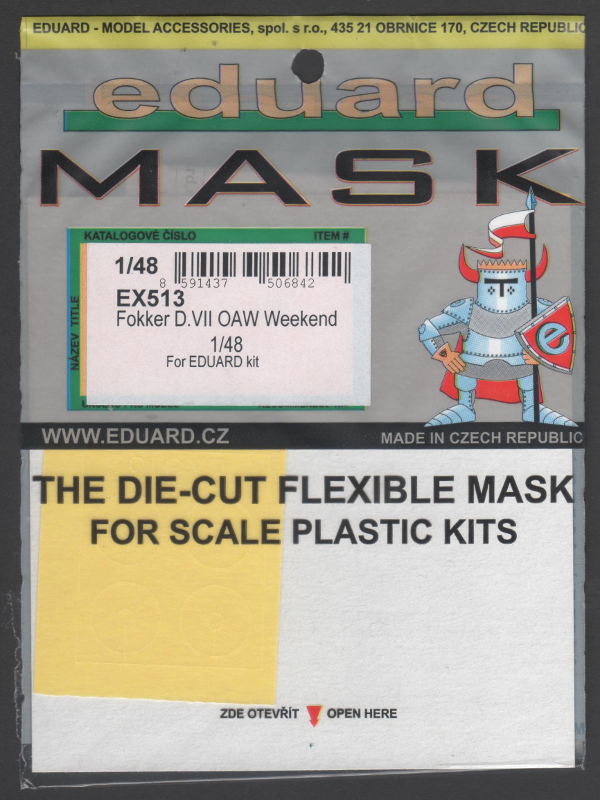 EDUARD - MODEL ACCESSORIES, spol. s r.o., 435 21 OBRNICE 170, CZECH REPUBLIC
eduard
MASK
KATALOGOVÉ ČÍSLO ITEM #
1/48
8 591437 506842
EX513
Fokker D.VII OAW Weekend
1/48
For EDUARD kit
NÁZEV TITLE
e
WWW.EDUARD.CZ MADE IN CZECH REPUBLIC
THE DIE-CUT FLEXIBLE MASK
FOR SCALE PLASTIC KITS
ZDE OTEVŘÍT OPEN HERE